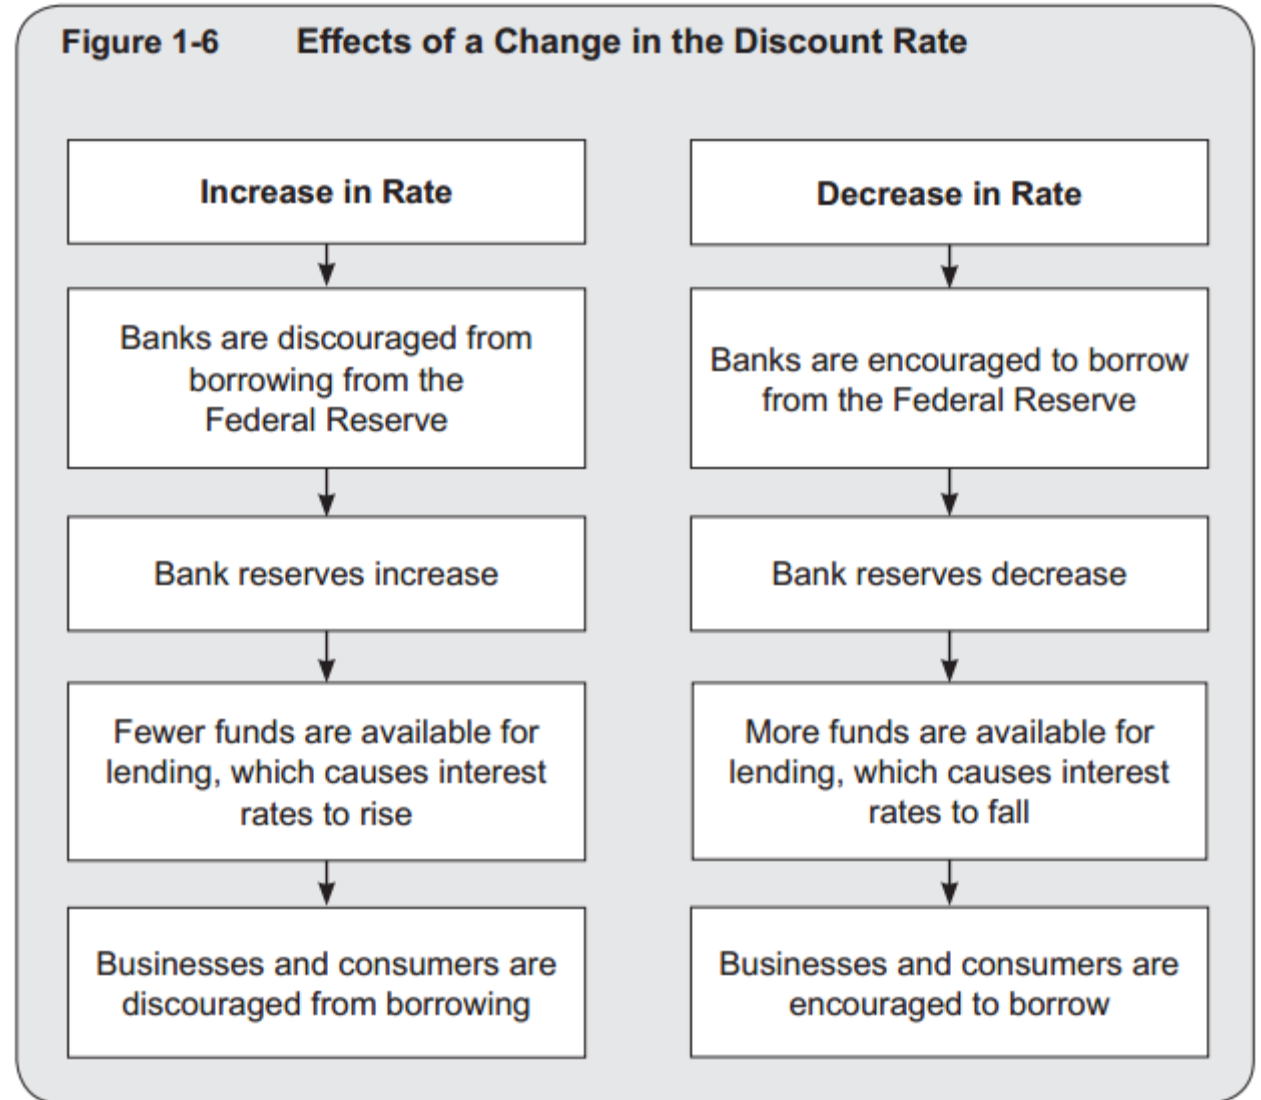 Figure 1-6 Effects of a Change in the Discount Rate
Increase in Rate
Banks are discouraged from
borrowing from the
Federal Reserve
Bank reserves increase
Fewer funds are available for
lending, which causes interest
rates to rise
Businesses and consumers are
discouraged from borrowing
Decrease in Rate
Banks are encouraged to borrow
from the Federal Reserve
Bank reserves decrease
More funds are available for
lending, which causes interest
rates to fall
Businesses and consumers are
encouraged to borrow